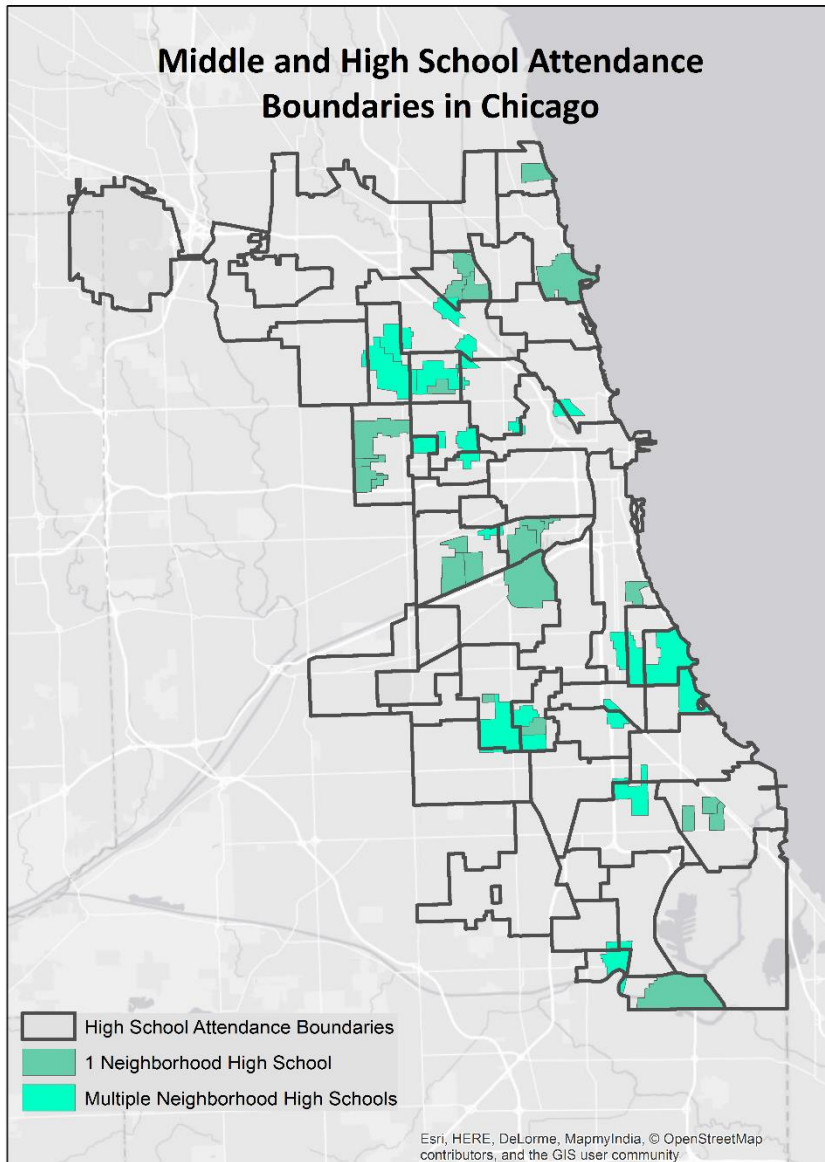 Middle and High School Attendance
Boundaries in Chicago
High School Attendance Boundaries
1 Neighborhood High School
Multiple Neighborhood High Schools
Esri, HERE, DeLorme, MapmyIndia, © OpenStreetMap
contributors, and the GIS user community